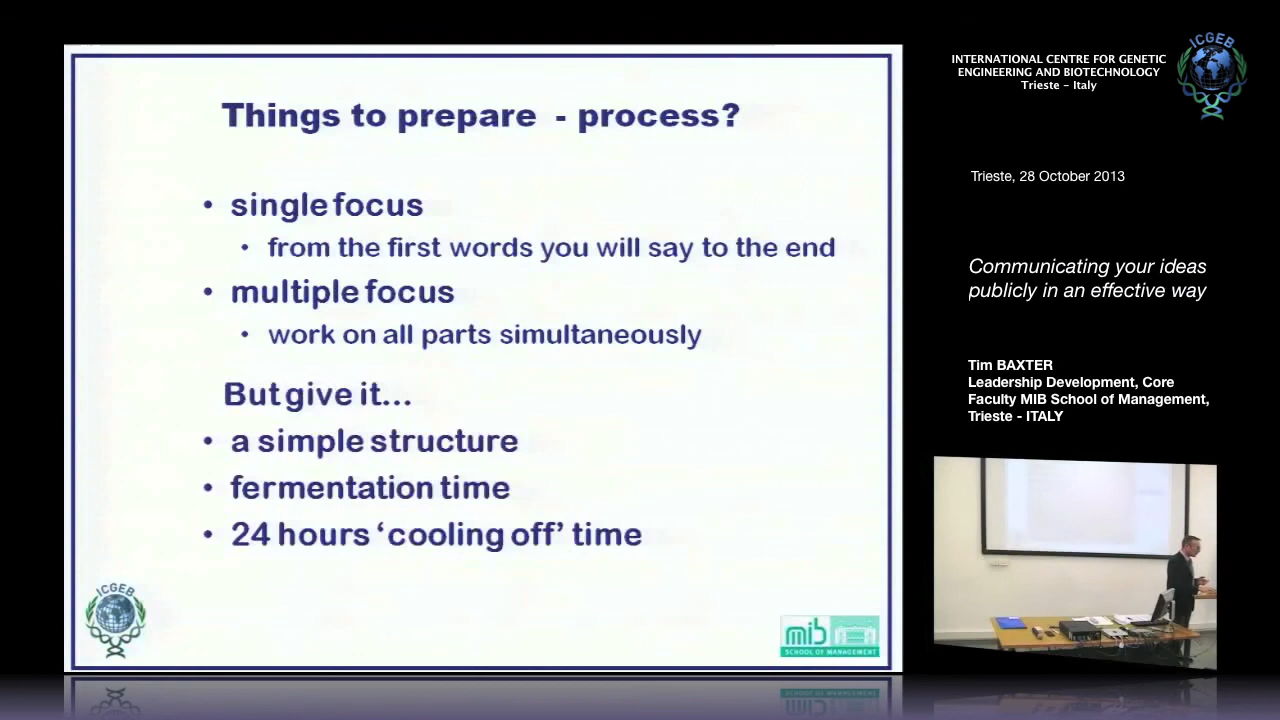 Things to prepare - process?
• single focus
• from the first words you will say to the end
• multiple focus
• work on all parts simultaneously
But give it...
• a simple structure
• fermentation time
• 24 hours ‘cooling off’ time
ICGEB
mib
SCHOOL OF MANAGEMENT
INTERNATIONAL CENTRE FOR GENETIC
ENGINEERING AND BIOTECHNOLOGY
Trieste – Italy
ICGEB
Trieste, 28 October 2013
Communicating your ideas
publicly in an effective way
Tim BAXTER
Leadership Development, Core
Faculty MIB School of Management,
Trieste - ITALY